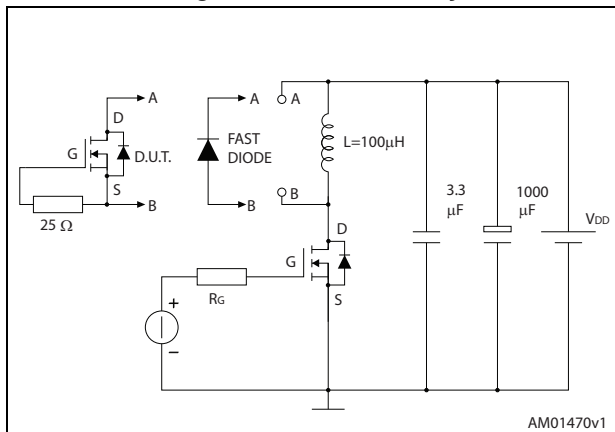 A
D
G
D.U.T.
S
B
25 Ω
A
FAST
DIODE
B
A
L=100μH
B
D
G
S
RG
+
–
3.3
μF
1000
μF
VDD
AM01470v1